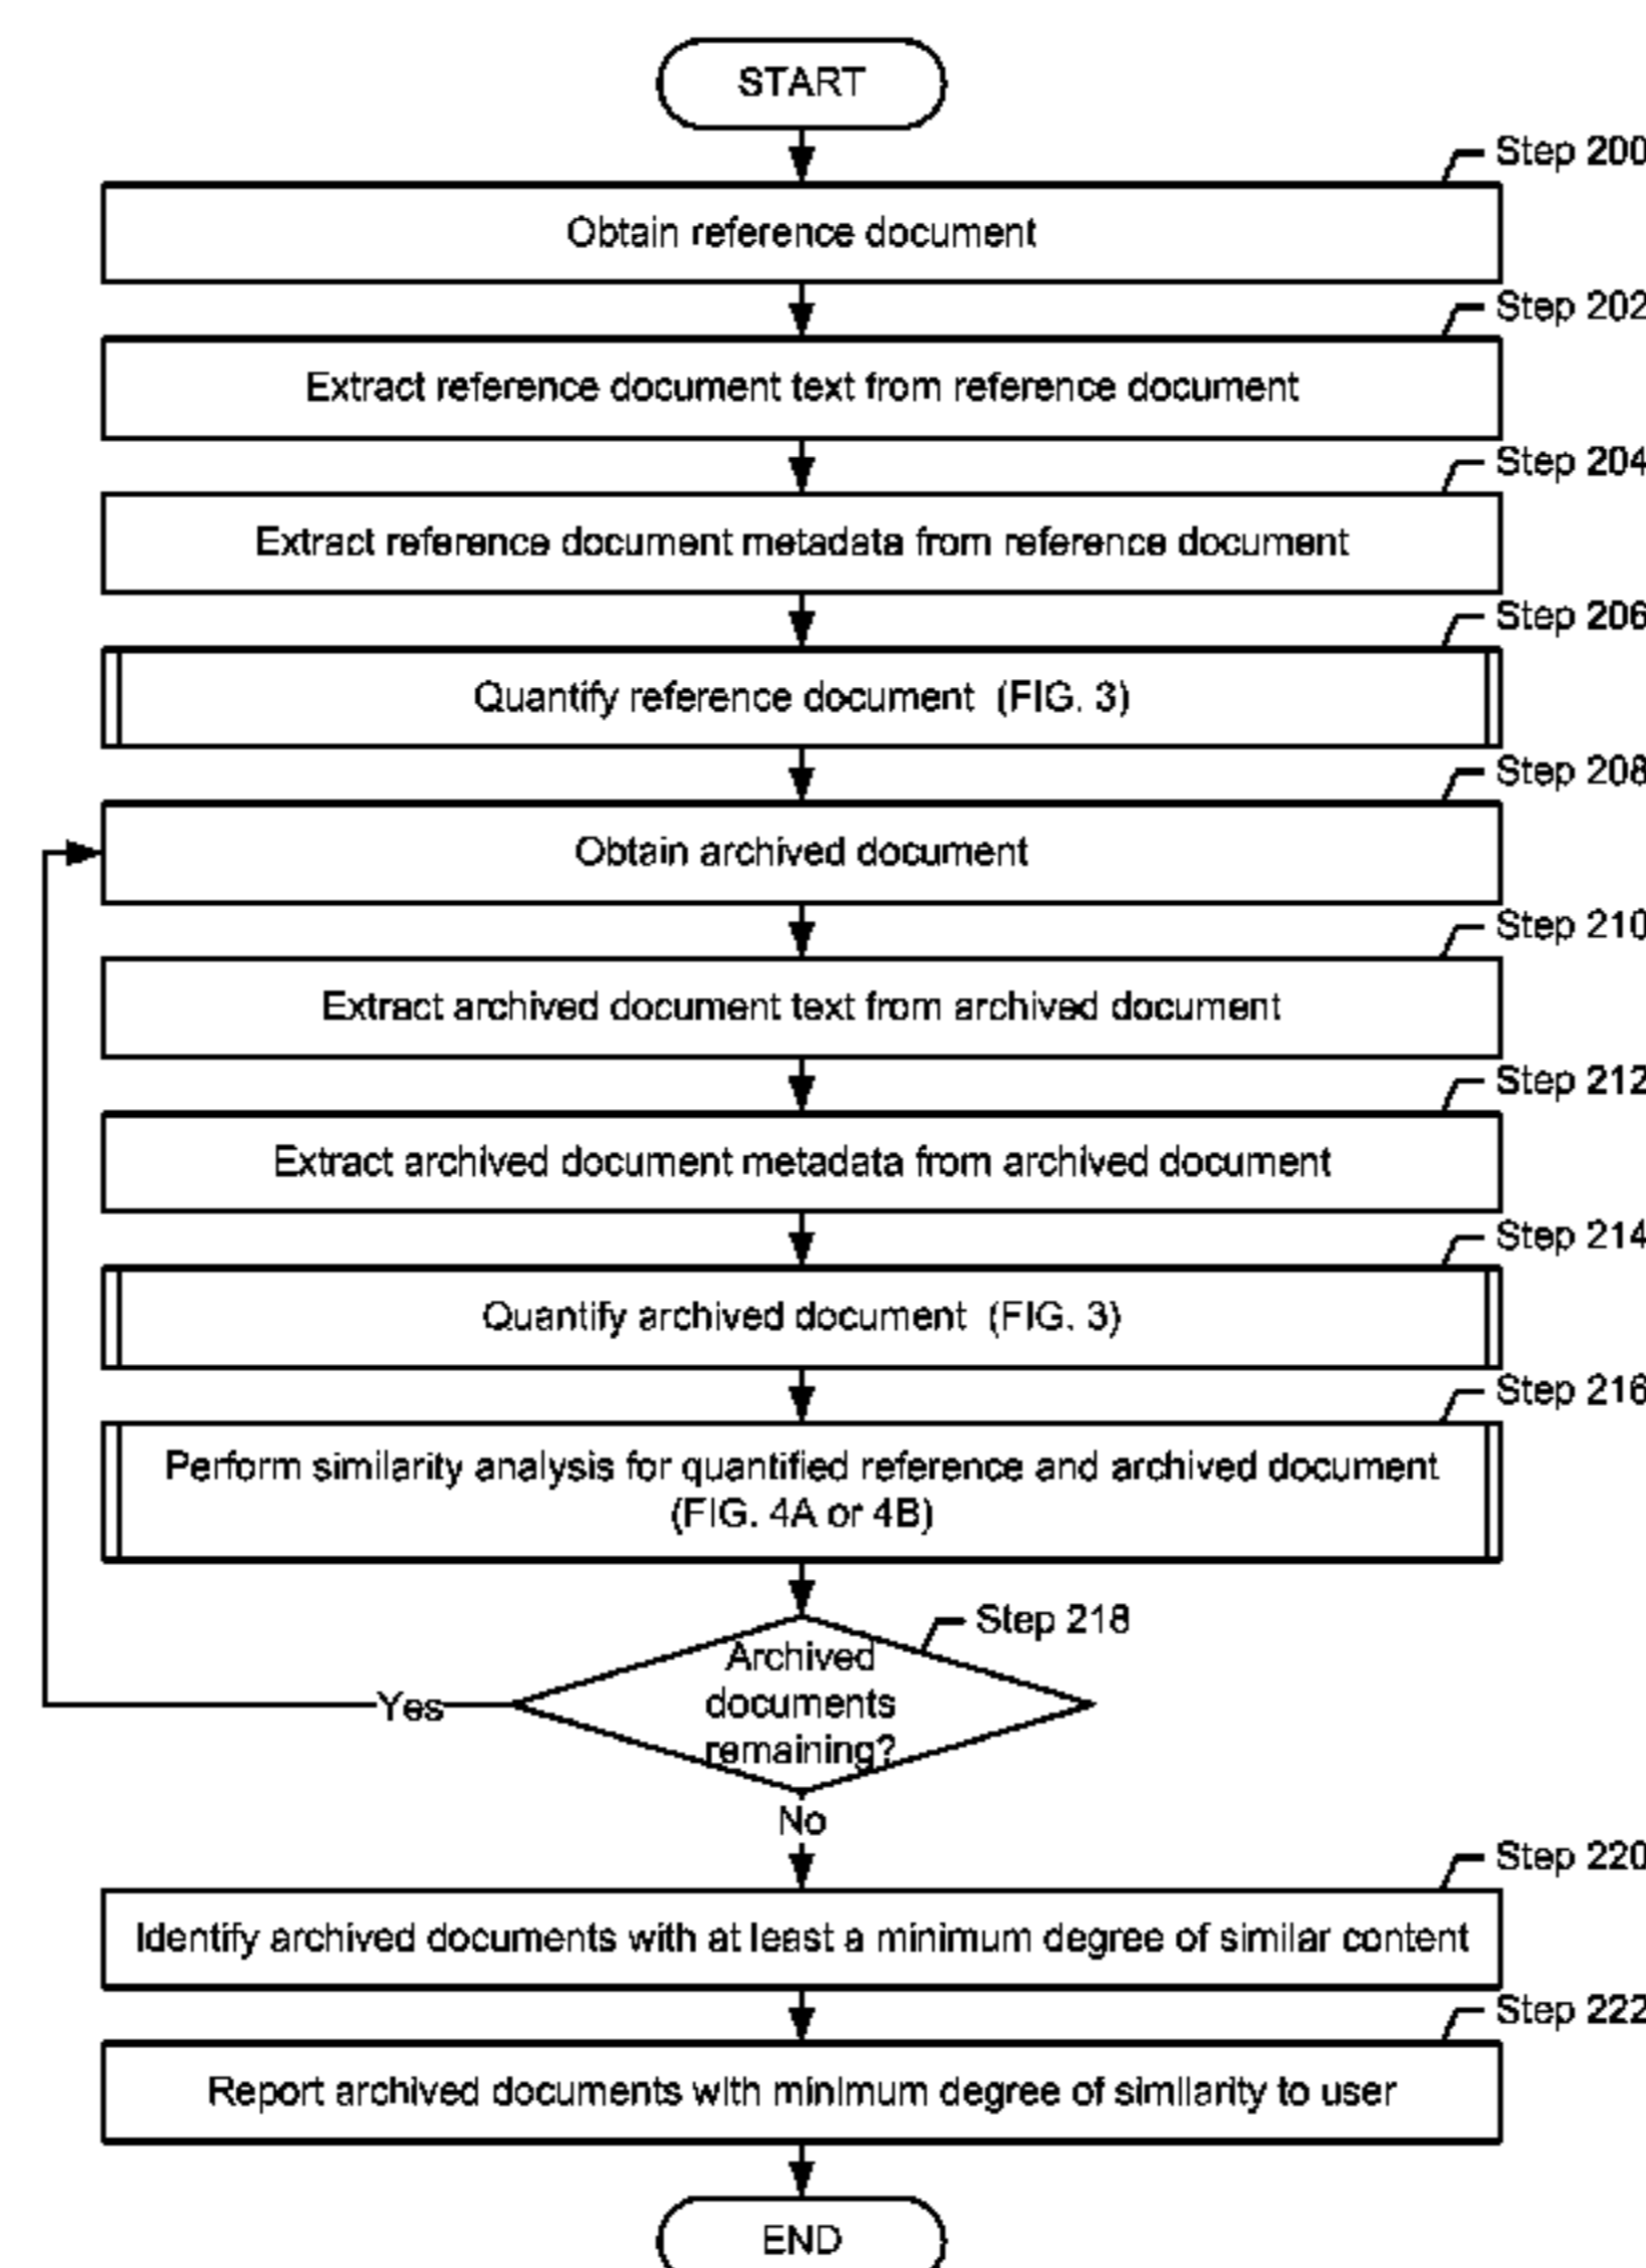 START
Step 200
Obtain reference document
Step 202
Extract reference document text from reference document
Step 204
Extract reference document metadata from reference document
Step 206
Quantify reference document (FIG. 3)
Step 208
Obtain archived document
Step 210
Extract archived document text from archived document
Step 212
Extract archived document metadata from archived document
Step 214
Quantify archived document (FIG. 3)
Step 216
Perform similarity analysis for quantified reference and archived document
(FIG. 4A or 4B)
Step 218
Archived
documents
remaining?
Yes
No
Step 220
Identify archived documents with at least a minimum degree of similar content
Step 222
Report archived documents with minimum degree of similarity to user
END